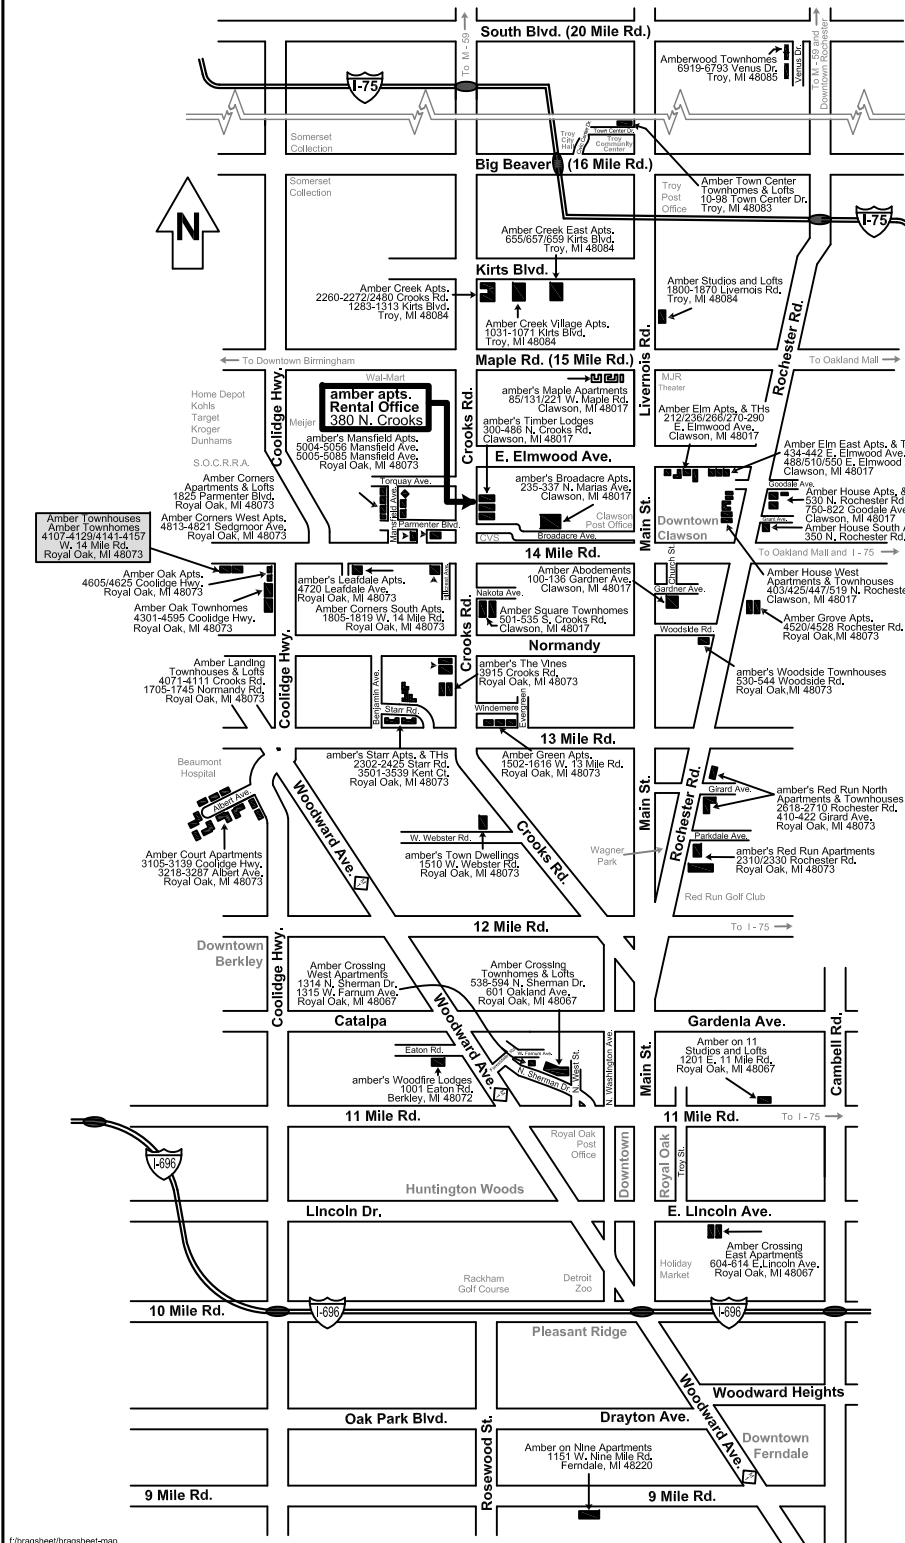 South Blvd. (20 Mile Rd.)
To M - 59
To M - 59 and
Downtown Rochester
Amberwood Townhomes
6919-6793 Venus Dr.
Troy, MI 48085
Venus Dr.
I-75
Somerset
Collection
Troy
City
Hall
Civic Center Dr.
Town Center Dr.
Troy
Community
Center
Big Beaver (16 Mile Rd.)
Somerset
Collection
Troy
Post
Office
Amber Town Center
Townhomes & Lofts
10-98 Town Center Dr.
Troy, MI 48083
I-75
N
Amber Creek East Apts.
655/657/659 Kirts Blvd.
Troy, MI 48084
Kirts Blvd.
Amber Creek Apts.
2260-2272/2480 Crooks Rd.
1283-1313 Kirts Blvd.
Troy, MI 48084
Amber Creek Village Apts.
1031-1071 Kirts Blvd.
Troy, MI 48084
Amber Studios and Lofts
1800-1870 Livernois Rd.
Troy, MI 48084
Livernois Rd.
Rochester Rd.
To Downtown Birmingham
Maple Rd. (15 Mile Rd.)
To Oakland Mall
Coolidge Hwy.
Wal-Mart
Crooks Rd.
MJR
Theater
Home Depot
Kohls
Target
Kroger
Dunhams
Meijer
amber apts.
Rental Office
380 N. Crooks
amber's Maple Apartments
85/131/221 W. Maple Rd.
Clawson, MI 48017
amber's Timber Lodges
300-486 N. Crooks Rd.
Clawson, MI 48017
Amber Elm Apts, & THs
212/236/266/270-290
E. Elmwood Ave.
Clawson, MI 48017
amber's Mansfield Apts.
5004-5056 Mansfield Ave.
5005-5085 Mansfield Ave.
Royal Oak, MI 48073
E. Elmwood Ave.
Amber Elm East Apts. & T
434-442 E. Elmwood Ave.
488/510/550 E. Elmwood
Clawson, MI 48017
S.O.C.R.R.A.
Amber Corners
Apartments & Lofts
1825 Parmenter Blvd.
Royal Oak, MI 48073
Torquay Ave.
Mansfield Ave.
Parmenter Blvd.
amber's Broadacre Apts.
235-337 N. Marias Ave.
Clawson, MI 48017
Goodale Ave.
Amber House Apts, &
530 N. Rochester Rd
750-822 Goodale Ave
Clawson, MI 48017
Grant Ave.
Amber House South A
350 N. Rochester Rd.
Amber Corners West Apts.
4813-4821 Sedgmoor Ave.
Royal Oak, MI 48073
Clawson
Post Office
CVS
Broadacre Ave.
Main St.
Downtown
Clawson
Amber Townhouses
Amber Townhomes
4107-4129/4141-4157
W. 14 Mile Rd.
Royal Oak, MI 48073
14 Mile Rd.
Church St.
To Oakland Mall and I - 75
Amber Oak Apts.
4605/4625 Coolidge Hwy.
Royal Oak, MI 48073
Amber Oak Townhomes
4301-4595 Coolidge Hwy.
Royal Oak, MI 48073
amber's Leafdale Apts.
4720 Leafdale Ave.
Royal Oak, MI 48073
Amber Corners South Apts.
1805-1819 W. 14 Mile Rd.
Royal Oak, MI 48073
Amber Abodements
100-136 Gardner Ave.
Clawson, MI 48017
Nakota Ave.
Gardner Ave.
Amber Square Townhomes
501-535 S. Crooks Rd.
Clawson, MI 48017
Amber House West
Apartments & Townhouses
403/425/447/519 N. Rocheste
Clawson, MI 48017
Amber Grove Apts.
4520/4528 Rochester Rd.
Royal Oak,MI 48073
Crooks Rd.
Normandy
Woodside Rd.
Coolidge Hwy.
Amber Landing
Townhouses & Lofts
4071-4111 Crooks Rd.
1705-1745 Normandy Rd.
Royal Oak, MI 48073
Benjamin Ave.
Starr Rd.
amber's The Vines
3915 Crooks Rd.
Royal Oak, MI 48073
Windemere
Evergreen
amber's Woodside Townhouses
530-544 Woodside Rd.
Royal Oak,MI 48073
13 Mile Rd.
Beaumont
Hospital
amber's Starr Apts. & THs
2302-2425 Starr Rd.
3501-3539 Kent Ct.
Royal Oak, MI 48073
Amber Green Apts.
1502-1616 W. 13 Mile Rd.
Royal Oak, MI 48073
Albert Ave.
Woodward Ave.
Main St.
Rochester Rd.
Girard Ave.
amber's Red Run North
Apartments & Townhouses
2618-2710 Rochester Rd.
410-422 Girard Ave.
Royal Oak, MI 48073
Parkdale Ave.
W. Webster Rd.
Crooks Rd.
Wagner
Park
Amber Court Apartments
3105-3139 Coolidge Hwy.
3218-3287 Albert Ave.
Royal Oak, MI 48073
amber's Town Dwellings
1510 W. Webster Rd.
Royal Oak, MI 48073
amber's Red Run Apartments
2310/2330 Rochester Rd.
Royal Oak, MI 48073
Red Run Golf Club
12 Mile Rd.
To I - 75
Downtown
Berkley
Coolidge Hwy.
Amber Crossing
West Apartments
1314 N. Sherman Dr.
1315 W. Farnum Ave.
Royal Oak, MI 48067
Amber Crossing
Townhomes & Lofts
538-594 N. Sherman Dr.
601 Oakland Ave.
Royal Oak, MI 48067
Woodward Ave.
Catalpa
Gardenia Ave.
Cambell Rd.
Eaton Rd.
W. Farnum Ave.
N. Sherman Dr.
N. West St.
N. Washington Ave.
Main St.
Amber on 11
Studios and Lofts
1201 E. 11 Mile Rd.
Royal Oak, MI 48067
amber's Woodfire Lodges
1001 Eaton Rd.
Berkley, MI 48072
11 Mile Rd.
11 Mile Rd.
To I - 75
I-696
Royal Oak
Post
Office
Downtown
Royal Oak
Troy St.
Huntington Woods
Lincoln Dr.
E. Lincoln Ave.
Amber Crossing
East Apartments
604-614 E.Lincoln Ave.
Royal Oak, MI 48067
Rackham
Golf Course
Detroit
Zoo
Holiday
Market
10 Mile Rd.
I-696
I-696
Pleasant Ridge
Woodward Ave.
Woodward Heights
Oak Park Blvd.
Rosewood St.
Drayton Ave.
Downtown
Ferndale
Amber on Nine Apartments
1151 W. Nine Mile Rd.
Ferndale, MI 48220
9 Mile Rd.
9 Mile Rd.
f:/bragsheet/bragsheet-map